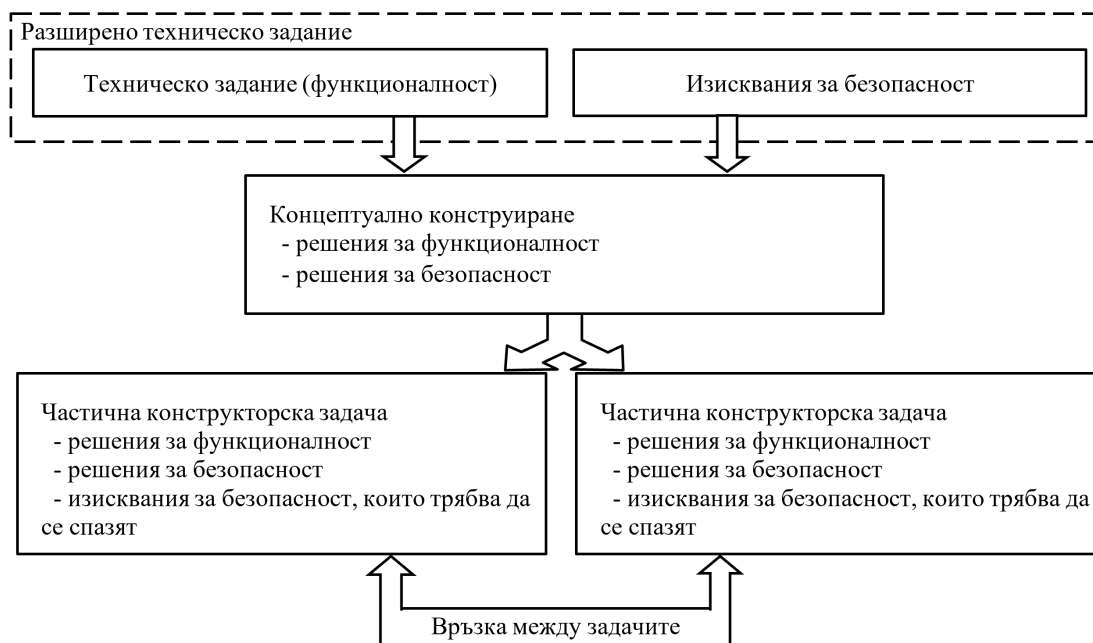 Разширено техническо задание
Техническо задание (функционалност)
Изисквания за безопасност
Концептуално конструиране
- решения за функционалност
- решения за безопасност
Частична конструкторска задача
- решения за функционалност
- решения за безопасност
- изисквания за безопасност, които трябва да
се спазят
Частична конструкторска задача
- решения за функционалност
- решения за безопасност
- изисквания за безопасност, които трябва да
се спазят
Връзка между задачите